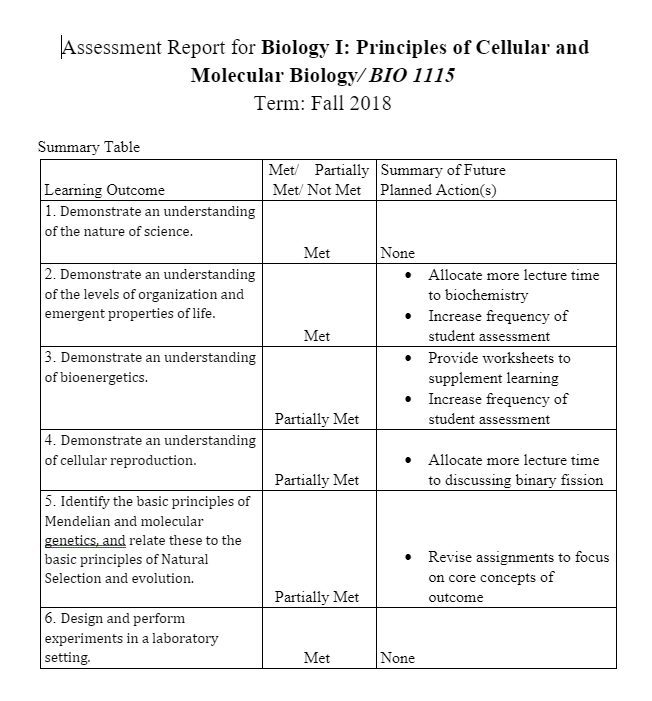 Assessment Report for Biology I: Principles of Cellular and
Molecular Biology/ BIO 1115
Term: Fall 2018
Summary Table
Learning Outcome
Met/ Partially
Met/ Not Met
Summary of Future
Planned Action(s)
1. Demonstrate an understanding
of the nature of science.
Met
None
2. Demonstrate an understanding
of the levels of organization and
emergent properties of life.
Met
• Allocate more lecture time
to biochemistry
• Increase frequency of
student assessment
3. Demonstrate an understanding
of bioenergetics.
Partially Met
• Provide worksheets to
supplement learning
• Increase frequency of
student assessment
4. Demonstrate an understanding
of cellular reproduction.
Partially Met
• Allocate more lecture time
to discussing binary fission
5. Identify the basic principles of
Mendelian and molecular
genetics, and relate these to the
basic principles of Natural
Selection and evolution.
Partially Met
• Revise assignments to focus
on core concepts of
outcome
6. Design and perform
experiments in a laboratory
setting.
Met
None